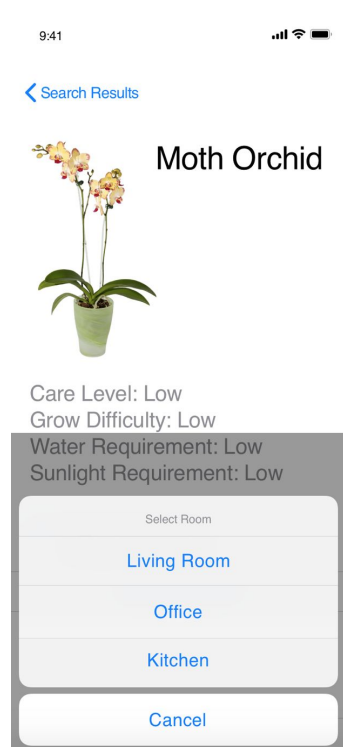 9:41
Search Results
Moth Orchid
Care Level: Low
Grow Difficulty: Low
Water Requirement: Low
Sunlight Requirement: Low
Select Room
Living Room
Office
Kitchen
Cancel